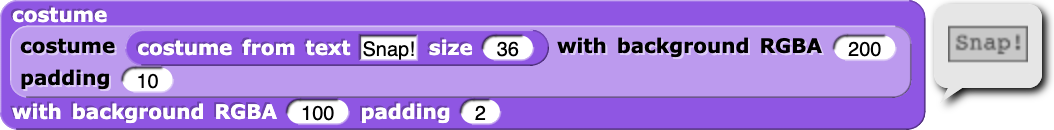 costume
costume costume from text Snap! size 36 with background RGBA 200
padding 10
with background RGBA 100 padding 2
Snap!